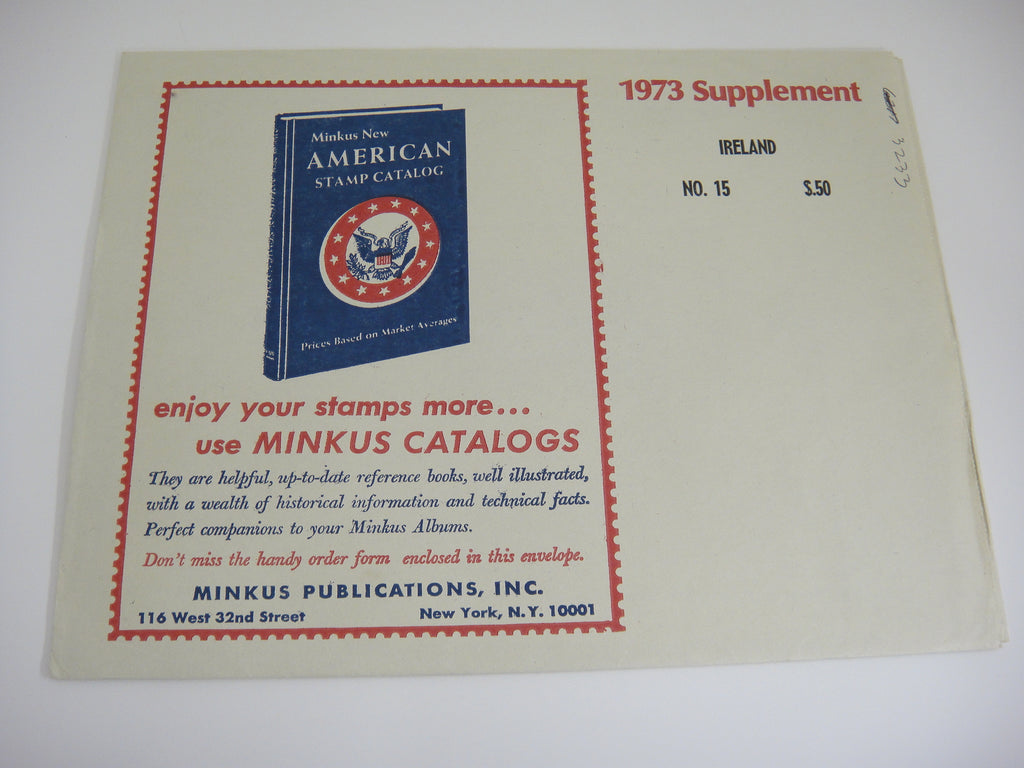 1973 Supplement
IRELAND
NO. 15 $.50
3233
Minkus New
AMERICAN
STAMP CATALOG
Prices Based on Market Averages
enjoy your stamps more...
use MINKUS CATALOGS
They are helpful, up-to-date reference books, well illustrated,
with a wealth of historical information and technical facts.
Perfect companions to your Minkus Albums.
Don't miss the handy order form enclosed in this envelope.
MINKUS PUBLICATIONS, INC.
116 West 32nd Street New York, N.Y. 10001